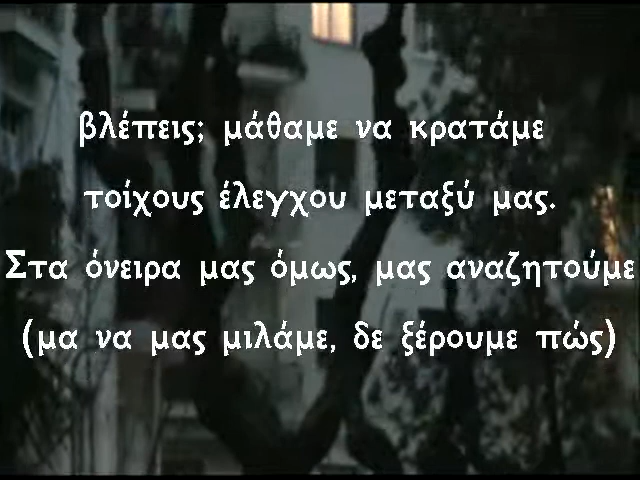 βλέπεις; μάθαμε να κρατάμε
τοίχους έλεγχου μεταξύ μας.
Στα όνειρα μας όμως, μας αναζητούμε
(μα να μας μιλάμε, δε ξέρουμε πώς)